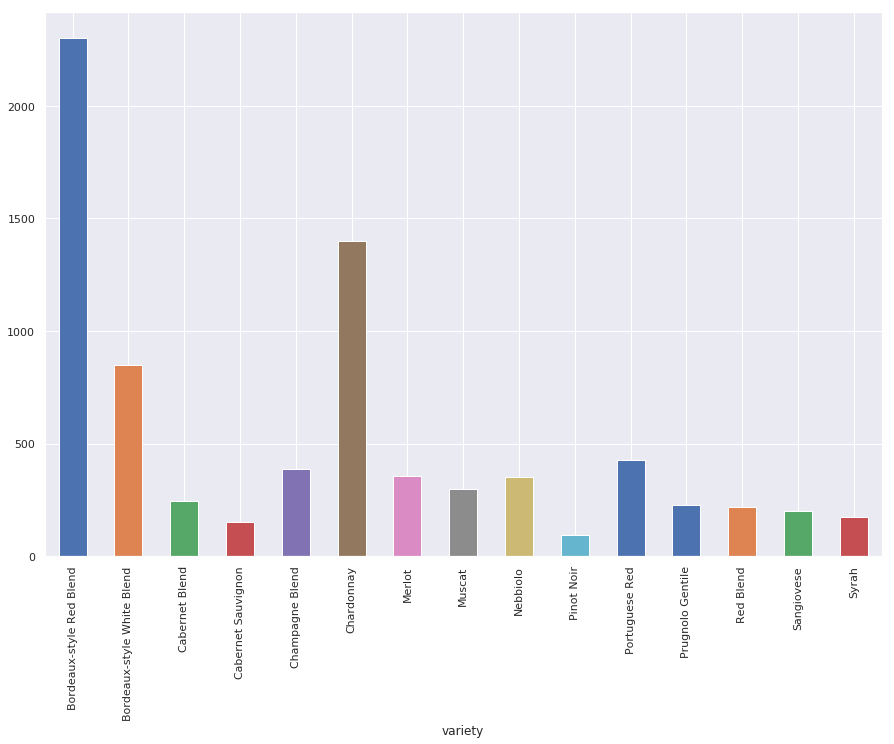 2000
1500
1000
500
0
Bordeaux-style Red Blend
Bordeaux-style White Blend
Cabernet Blend
Cabernet Sauvignon
Champagne Blend
Chardonnay
Merlot
Muscat
Nebbiolo
Pinot Noir
Portuguese Red
Prugnolo Gentile
Red Blend
Sangiovese
Syrah
variety